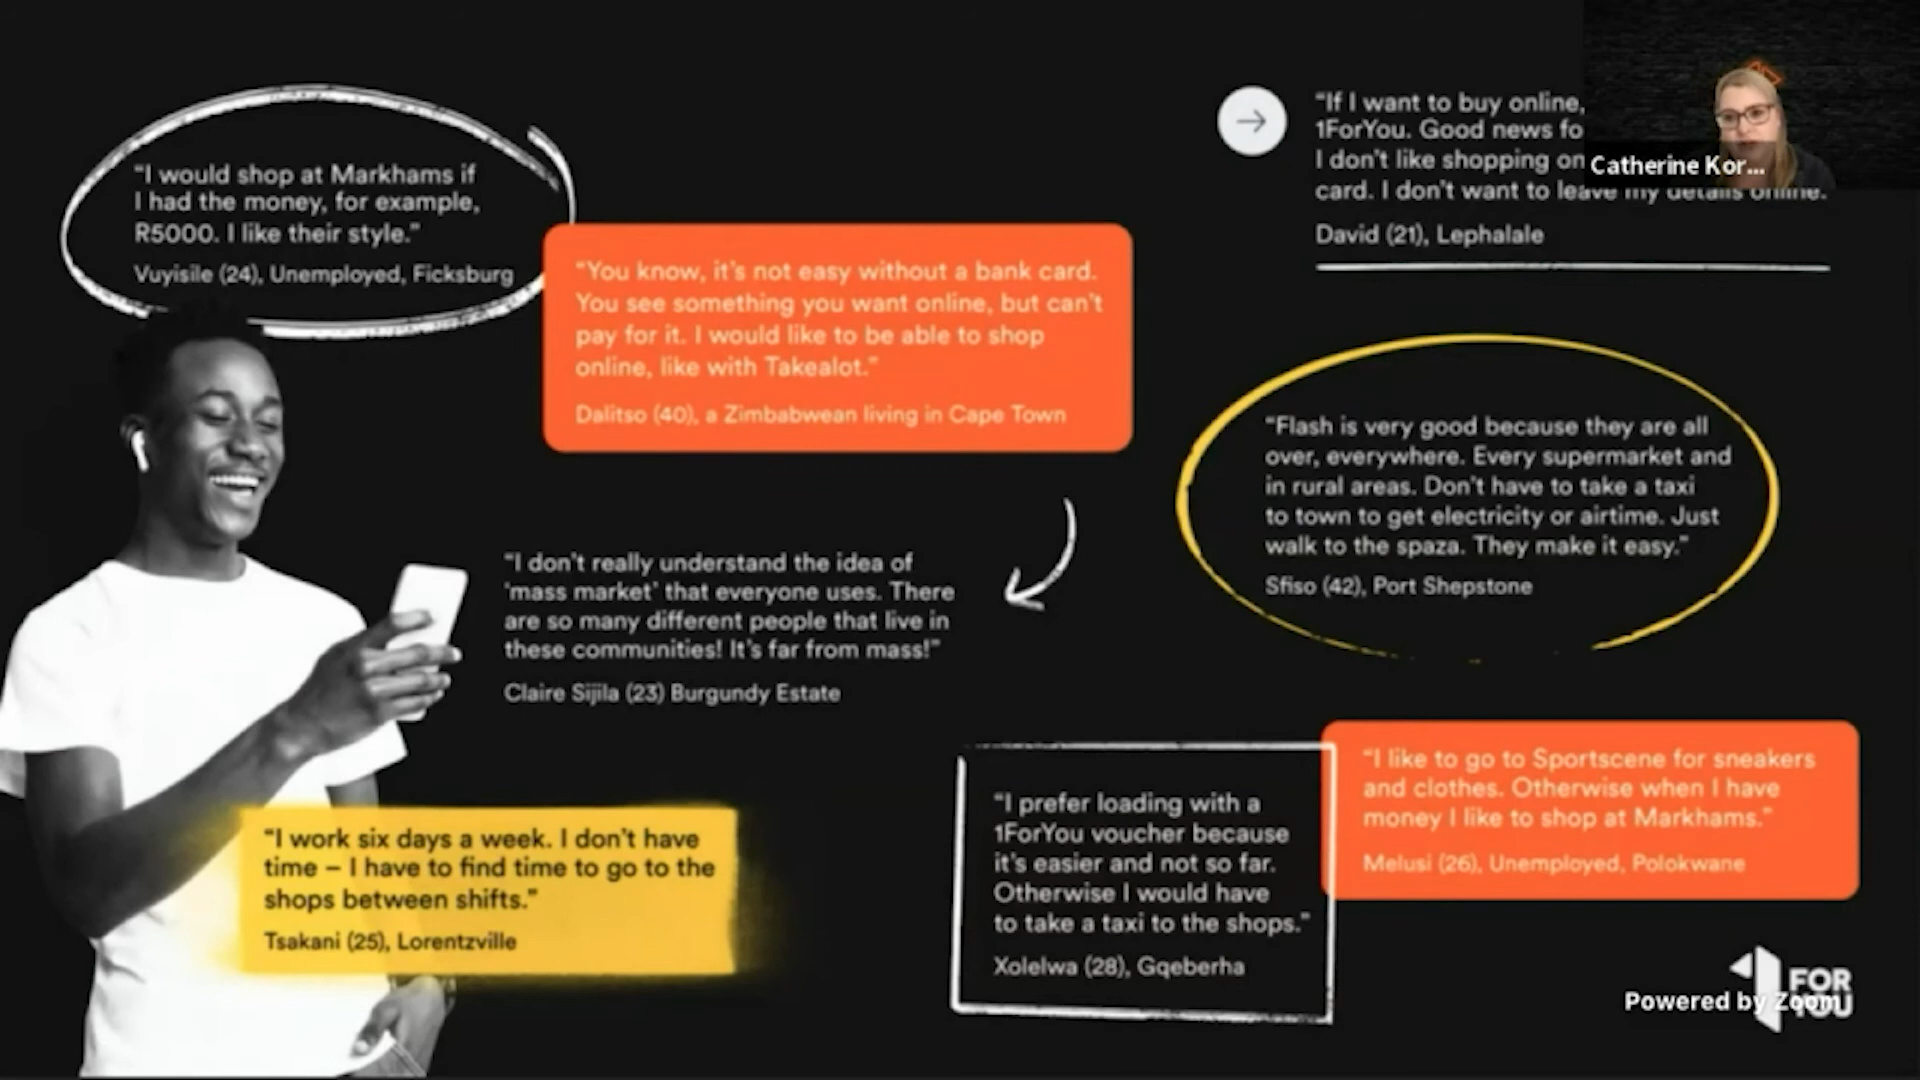 “I would shop at Markhams if
I had the money, for example,
R5000. I like their style.”
Vuyisile (24), Unemployed, Ficksburg
“You know, it’s not easy without a bank card.
You see something you want online, but can’t
pay for it. I would like to be able to shop
online, like with Takealot.”
Dalitso (40), a Zimbabwean living in Cape Town
“If I want to buy online,
1ForYou. Good news fo
I don’t like shopping on
card. I don’t want to leave my details online.
David (21), Lephalale
Catherine Kor...
“Flash is very good because they are all
over, everywhere. Every supermarket and
in rural areas. Don’t have to take a taxi
to town to get electricity or airtime. Just
walk to the spaza. They make it easy.”
Sfiso (42), Port Shepstone
“I don’t really understand the idea of
‘mass market’ that everyone uses. There
are so many different people that live in
these communities! It’s far from mass!”
Claire Sijila (23) Burgundy Estate
“I work six days a week. I don’t have
time – I have to find time to go to the
shops between shifts.”
Tsakani (25), Lorentzville
“I prefer loading with a
1ForYou voucher because
it’s easier and not so far.
Otherwise I would have
to take a taxi to the shops.”
Xolelwa (28), Gqeberha
“I like to go to Sportscene for sneakers
and clothes. Otherwise when I have
money I like to shop at Markhams.”
Melusi (26), Unemployed, Polokwane
1 FOR
YOU
Powered by Zoom